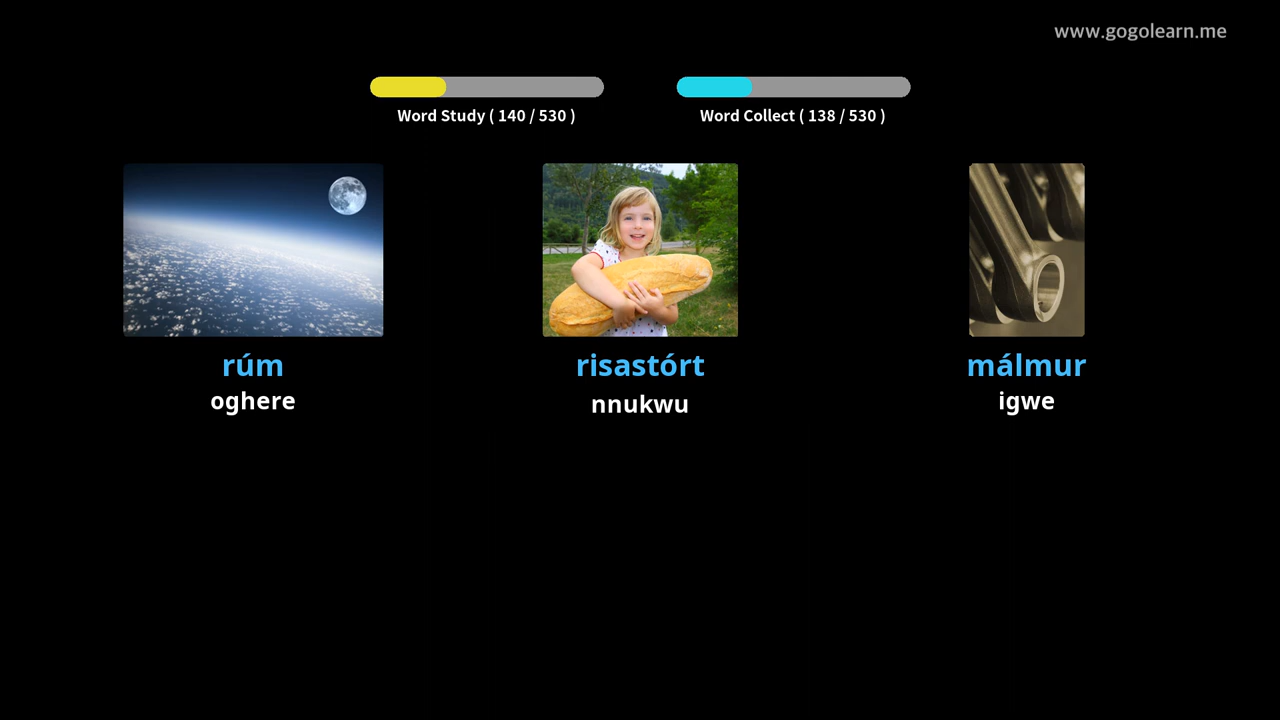 www.gogolearn.me
Word Study ( 140 / 530 )
Word Collect ( 138 / 530 )
rúm
oghere
risastórt
nnukwu
málmur
igwe